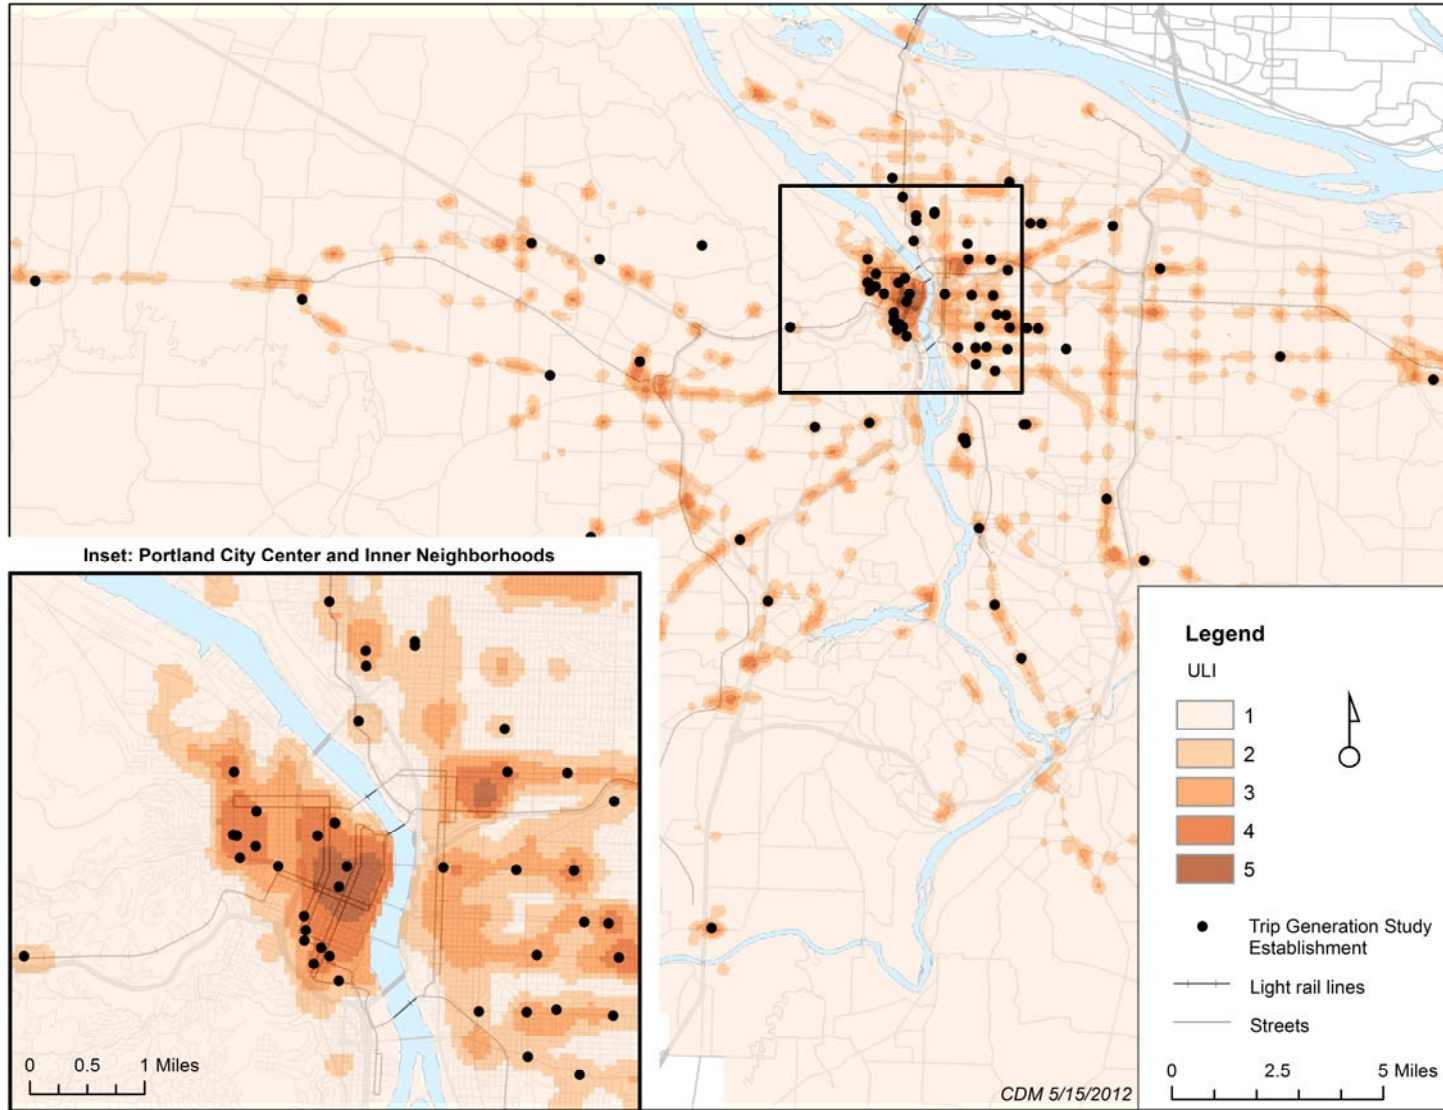 Inset: Portland City Center and Inner Neighborhoods
0 0.5 1 Miles
CDM 5/15/2012
Legend
ULI
1
2
3
4
5
Trip Generation Study
Establishment
Light rail lines
Streets
0 2.5 5 Miles